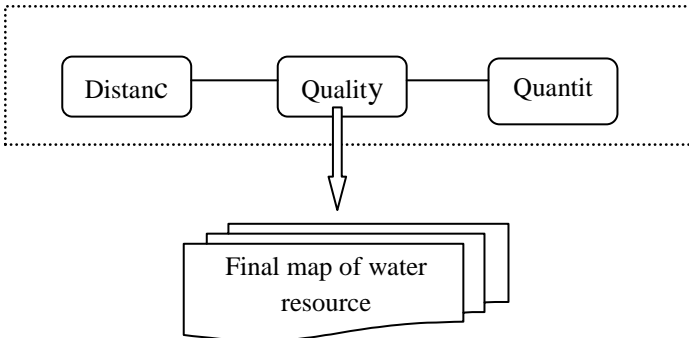 Distanc
Quality
Quantit
Final map of water
resource